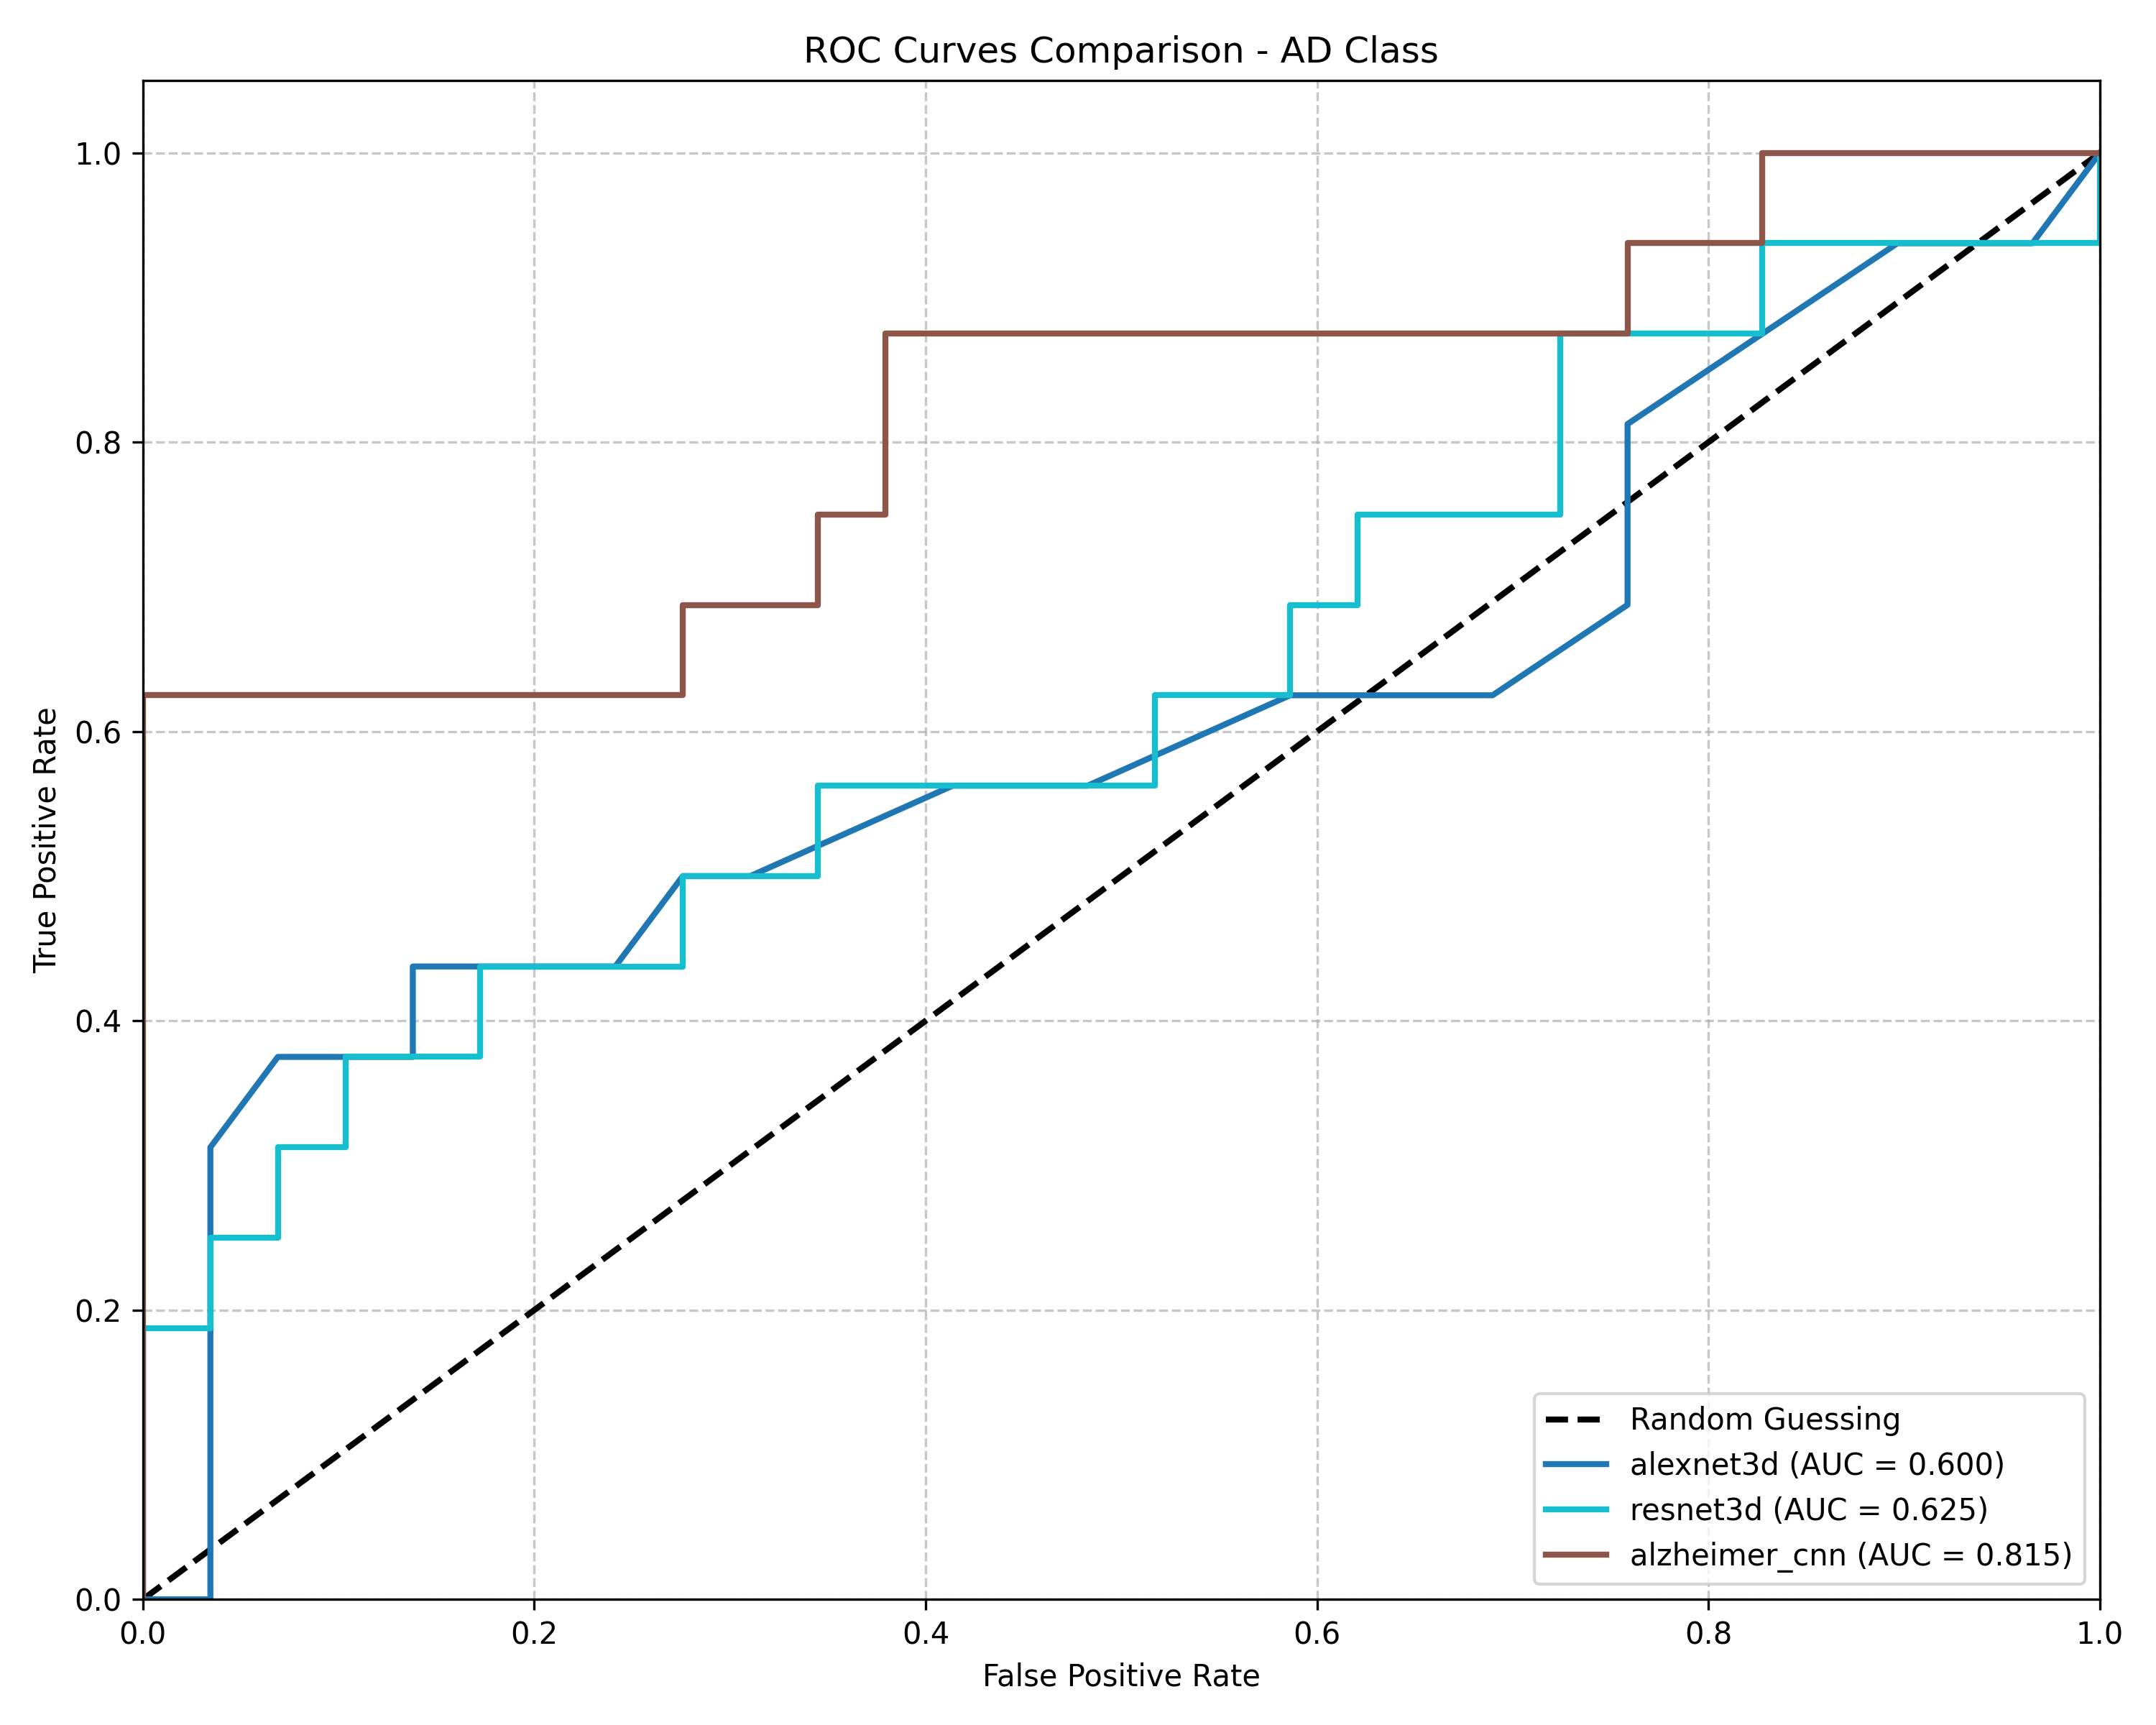 ROC Curves Comparison - AD Class
1.0
0.8
0.6
0.4
0.2
0.0
True Positive Rate
0.0 0.2 0.4 0.6 0.8 1.0
False Positive Rate
Random Guessing
alexnet3d (AUC = 0.600)
resnet3d (AUC = 0.625)
alzheimer_cnn (AUC = 0.815)